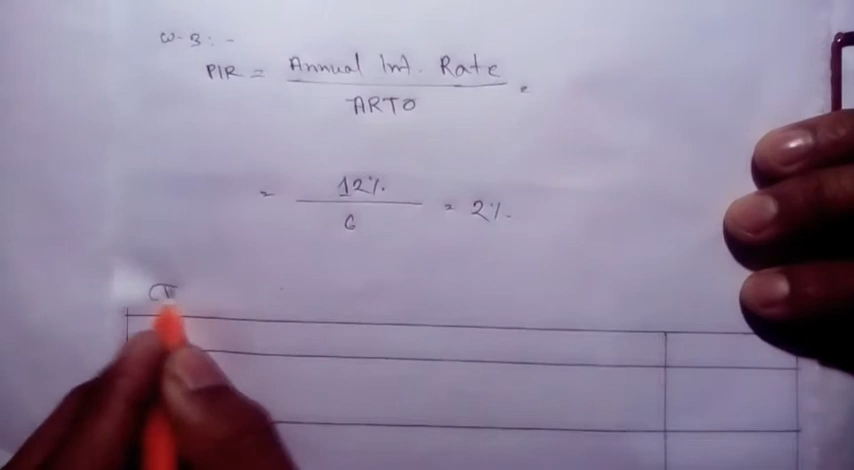 W-3:-
PIR = Annual Int. Rate / ARTO =
= 12% / 6 = 2%.